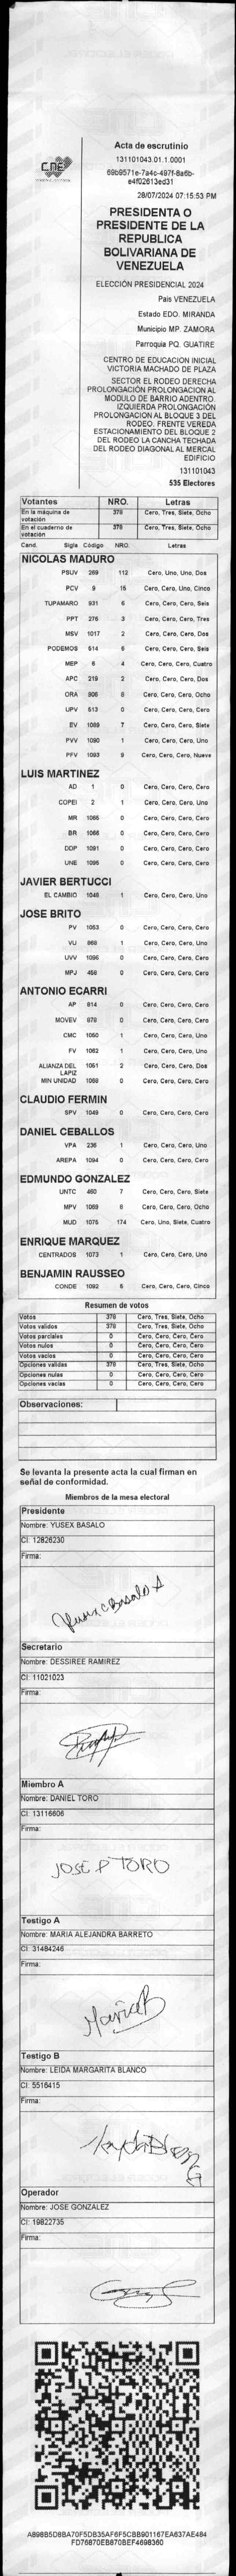 CNE
Acta de escrutinio
131101043.01.1.0001
69b9571e-7a4c-497f-8a6b-
e4f02613ed31
28/07/2024 07:15:53 PM
PRESIDENTA O
PRESIDENTE DE LA
REPUBLICA
BOLIVARIANA DE
VENEZUELA
ELECCIÓN PRESIDENCIAL 2024
Pais VENEZUELA
Estado EDO. MIRANDA
Municipio MP. ZAMORA
Parroquia PQ. GUATIRE
CENTRO DE EDUCACION INICIAL
VICTORIA MACHADO DE PLAZA
SECTOR EL RODEO DERECHA
PROLONGACIÓN PROLONGACION AL
MODULO DE BARRIO ADENTRO.
IZQUIERDA PROLONGACIÓN
PROLONGACION AL BLOQUE 3 DEL
RODEO. FRENTE VEREDA
ESTACIONAMIENTO DEL BLOQUE 2
DEL RODEO LA CANCHA TECHADA
DEL RODEO DIAGONAL AL MERCAL
EDIFICIO
131101043
535 Electores
Votantes NRO. Letras
En la máquina de votación 378 Cero, Tres, Siete, Ocho
En el cuaderno de votación 378 Cero, Tres, Siete, Ocho
Cand. Sigla Código NRO. Letras
NICOLAS MADURO
PSUV 269 112 Cero, Uno, Uno, Dos
PCV 9 15 Cero, Cero, Uno, Cinco
TUPAMARO 931 6 Cero, Cero, Cero, Seis
PPT 275 3 Cero, Cero, Cero, Tres
MSV 1017 2 Cero, Cero, Cero, Dos
PODEMOS 514 6 Cero, Cero, Cero, Seis
MEP 6 4 Cero, Cero, Cero, Cuatro
APC 219 2 Cero, Cero, Cero, Dos
ORA 906 8 Cero, Cero, Cero, Ocho
UPV 513 0 Cero, Cero, Cero, Cero
EV 1089 7 Cero, Cero, Cero, Siete
PVV 1090 1 Cero, Cero, Cero, Uno
PFV 1093 9 Cero, Cero, Cero, Nueve
LUIS MARTINEZ
AD 1 0 Cero, Cero, Cero, Cero
COPEI 2 1 Cero, Cero, Cero, Uno
MR 1065 0 Cero, Cero, Cero, Cero
BR 1066 0 Cero, Cero, Cero, Cero
DDP 1091 0 Cero, Cero, Cero, Cero
UNE 1095 0 Cero, Cero, Cero, Cero
JAVIER BERTUCCI
EL CAMBIO 1048 1 Cero, Cero, Cero, Uno
JOSE BRITO
PV 1053 0 Cero, Cero, Cero, Cero
VU 868 1 Cero, Cero, Cero, Uno
UVV 1096 0 Cero, Cero, Cero, Cero
MPJ 458 0 Cero, Cero, Cero, Cero
ANTONIO ECARRI
AP 914 0 Cero, Cero, Cero, Cero
MOVEV 878 0 Cero, Cero, Cero, Cero
CMC 1050 1 Cero, Cero, Cero, Uno
FV 1062 1 Cero, Cero, Cero, Uno
ALIANZA DEL LAPIZ 1051 2 Cero, Cero, Cero, Dos
MIN UNIDAD 1068 0 Cero, Cero, Cero, Cero
CLAUDIO FERMIN
SPV 1049 0 Cero, Cero, Cero, Cero
DANIEL CEBALLOS
VPA 236 1 Cero, Cero, Cero, Uno
AREPA 1094 0 Cero, Cero, Cero, Cero
EDMUNDO GONZALEZ
UNTC 460 7 Cero, Cero, Cero, Siete
MPV 1069 8 Cero, Cero, Cero, Ocho
MUD 1075 174 Cero, Uno, Siete, Cuatro
ENRIQUE MARQUEZ
CENTRADOS 1073 1 Cero, Cero, Cero, Uno
BENJAMIN RAUSSEO
CONDE 1092 5 Cero, Cero, Cero, Cinco
Resumen de votos
Votos 378 Cero, Tres, Siete, Ocho
Votos validos 378 Cero, Tres, Siete, Ocho
Votos parciales 0 Cero, Cero, Cero, Cero
Votos nulos 0 Cero, Cero, Cero, Cero
Votos vacios 0 Cero, Cero, Cero, Cero
Opciones validas 378 Cero, Tres, Siete, Ocho
Opciones nulas 0 Cero, Cero, Cero, Cero
Opciones vacias 0 Cero, Cero, Cero, Cero
Observaciones:
Se levanta la presente acta la cual firman en
señal de conformidad.
Miembros de la mesa electoral
Presidente
Nombre: YUSEX BASALO
CI: 12826230
Firma:
Secretario
Nombre: DESSIREE RAMIREZ
CI: 11021023
Firma:
Miembro A
Nombre: DANIEL TORO
CI: 13116606
Firma:
JOSE D TORO
Testigo A
Nombre: MARIA ALEJANDRA BARRETO
CI: 31484246
Firma:
MariaB
Testigo B
Nombre: LEIDA MARGARITA BLANCO
CI: 5516415
Firma:
Operador
Nombre: JOSE GONZALEZ
CI: 19822735
Firma:
A898B5D8BA70F5DB35AF6F5CBB901167EA637AE484
FD76870EB870BEF4698360